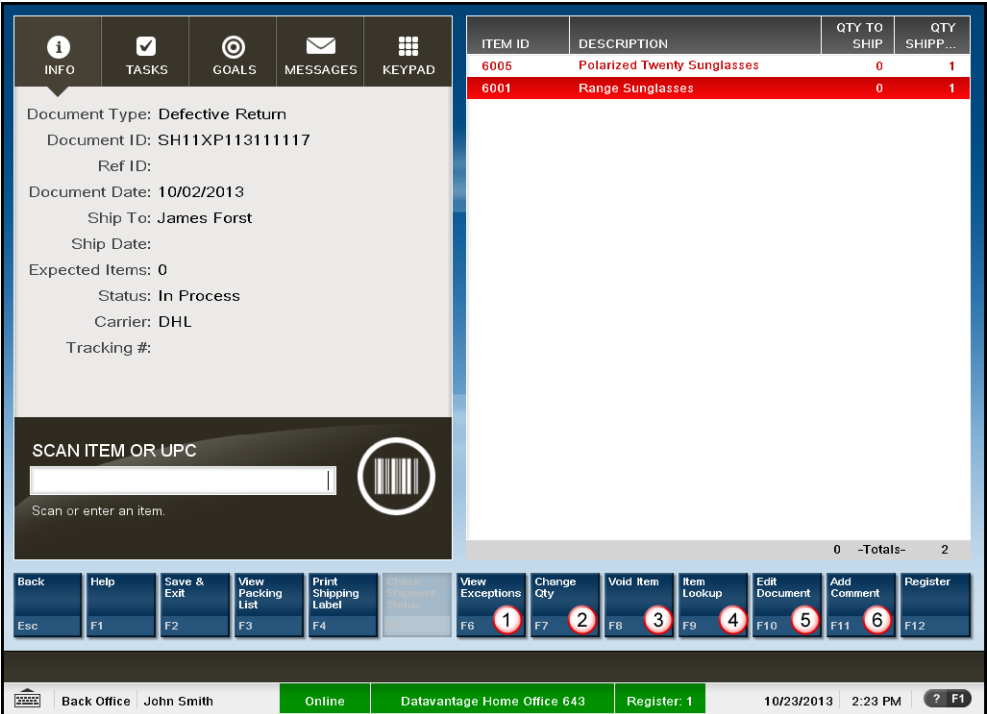 INFO TASKS GOALS MESSAGES KEYPAD
Document Type: Defective Return
Document ID: SH11XP113111117
Ref ID:
Document Date: 10/02/2013
Ship To: James Forst
Ship Date:
Expected Items: 0
Status: In Process
Carrier: DHL
Tracking #:
SCAN ITEM OR UPC
Scan or enter an item.
ITEM ID DESCRIPTION QTY TO SHIP QTY SHIPP...
6005 Polarized Twenty Sunglasses 0 1
6001 Range Sunglasses 0 1
0 -Totals- 2
Back Esc
Help F1
Save & Exit F2
View Packing List F3
Print Shipping Label F4
Check Shipment Status
View Exceptions F6 1
Change Qty F7 2
Void Item F8 3
Item Lookup F9 4
Edit Document F10 5
Add Comment F11 6
Register F12
Back Office John Smith Online Datavantage Home Office 643 Register: 1 10/23/2013 2:23 PM ? F1